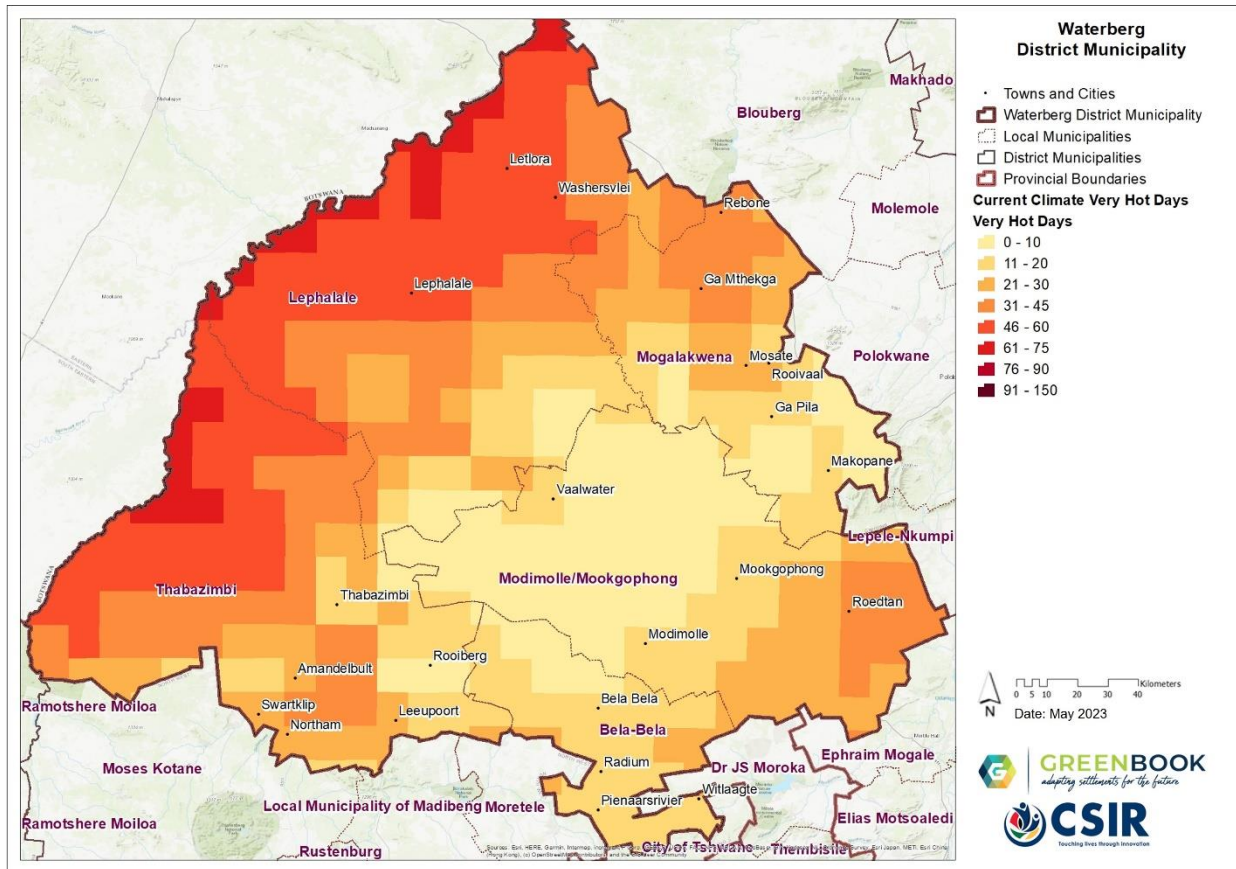 Waterberg
District Municipality
Towns and Cities
Waterberg District Municipality
Local Municipalities
District Municipalities
Provincial Boundaries
Current Climate Very Hot Days
Very Hot Days
0 - 10
11 - 20
21 - 30
31 - 45
46 - 60
61 - 75
76 - 90
91 - 150
Makhado
Blouberg
Letlora
Washersvlei
BOTSWANA
Rebone
Molemole
Ga Mthekga
Lephalale
Lephalale
Mogalakwena
Mosate
Rooivaal
Polokwane
Ga Pila
Makopane
Vaalwater
Lepele-Nkumpi
BOTSWANA
Modimolle/Mookgophong
Mookgophong
Thabazimbi
Thabazimbi
Roedtan
Modimolle
Amandelbult
Rooiberg
Ramotshere Moiloa
Swartklip
Leeupoort
Bela Bela
Northam
Bela-Bela
Moses Kotane
Radium
Dr JS Moroka
Ephraim Mogale
Local Municipality of Madibeng
Moretele
Pienaarsrivier
Witlaagte
Ramotshere Moiloa
Elias Motsoaledi
Rustenburg
City of Tshwane
Thembisile
N
0 5 10 20 30 40
Kilometers
Date: May 2023
GREENBOOK
adapting settlements for the future
CSIR
Touching lives through innovation